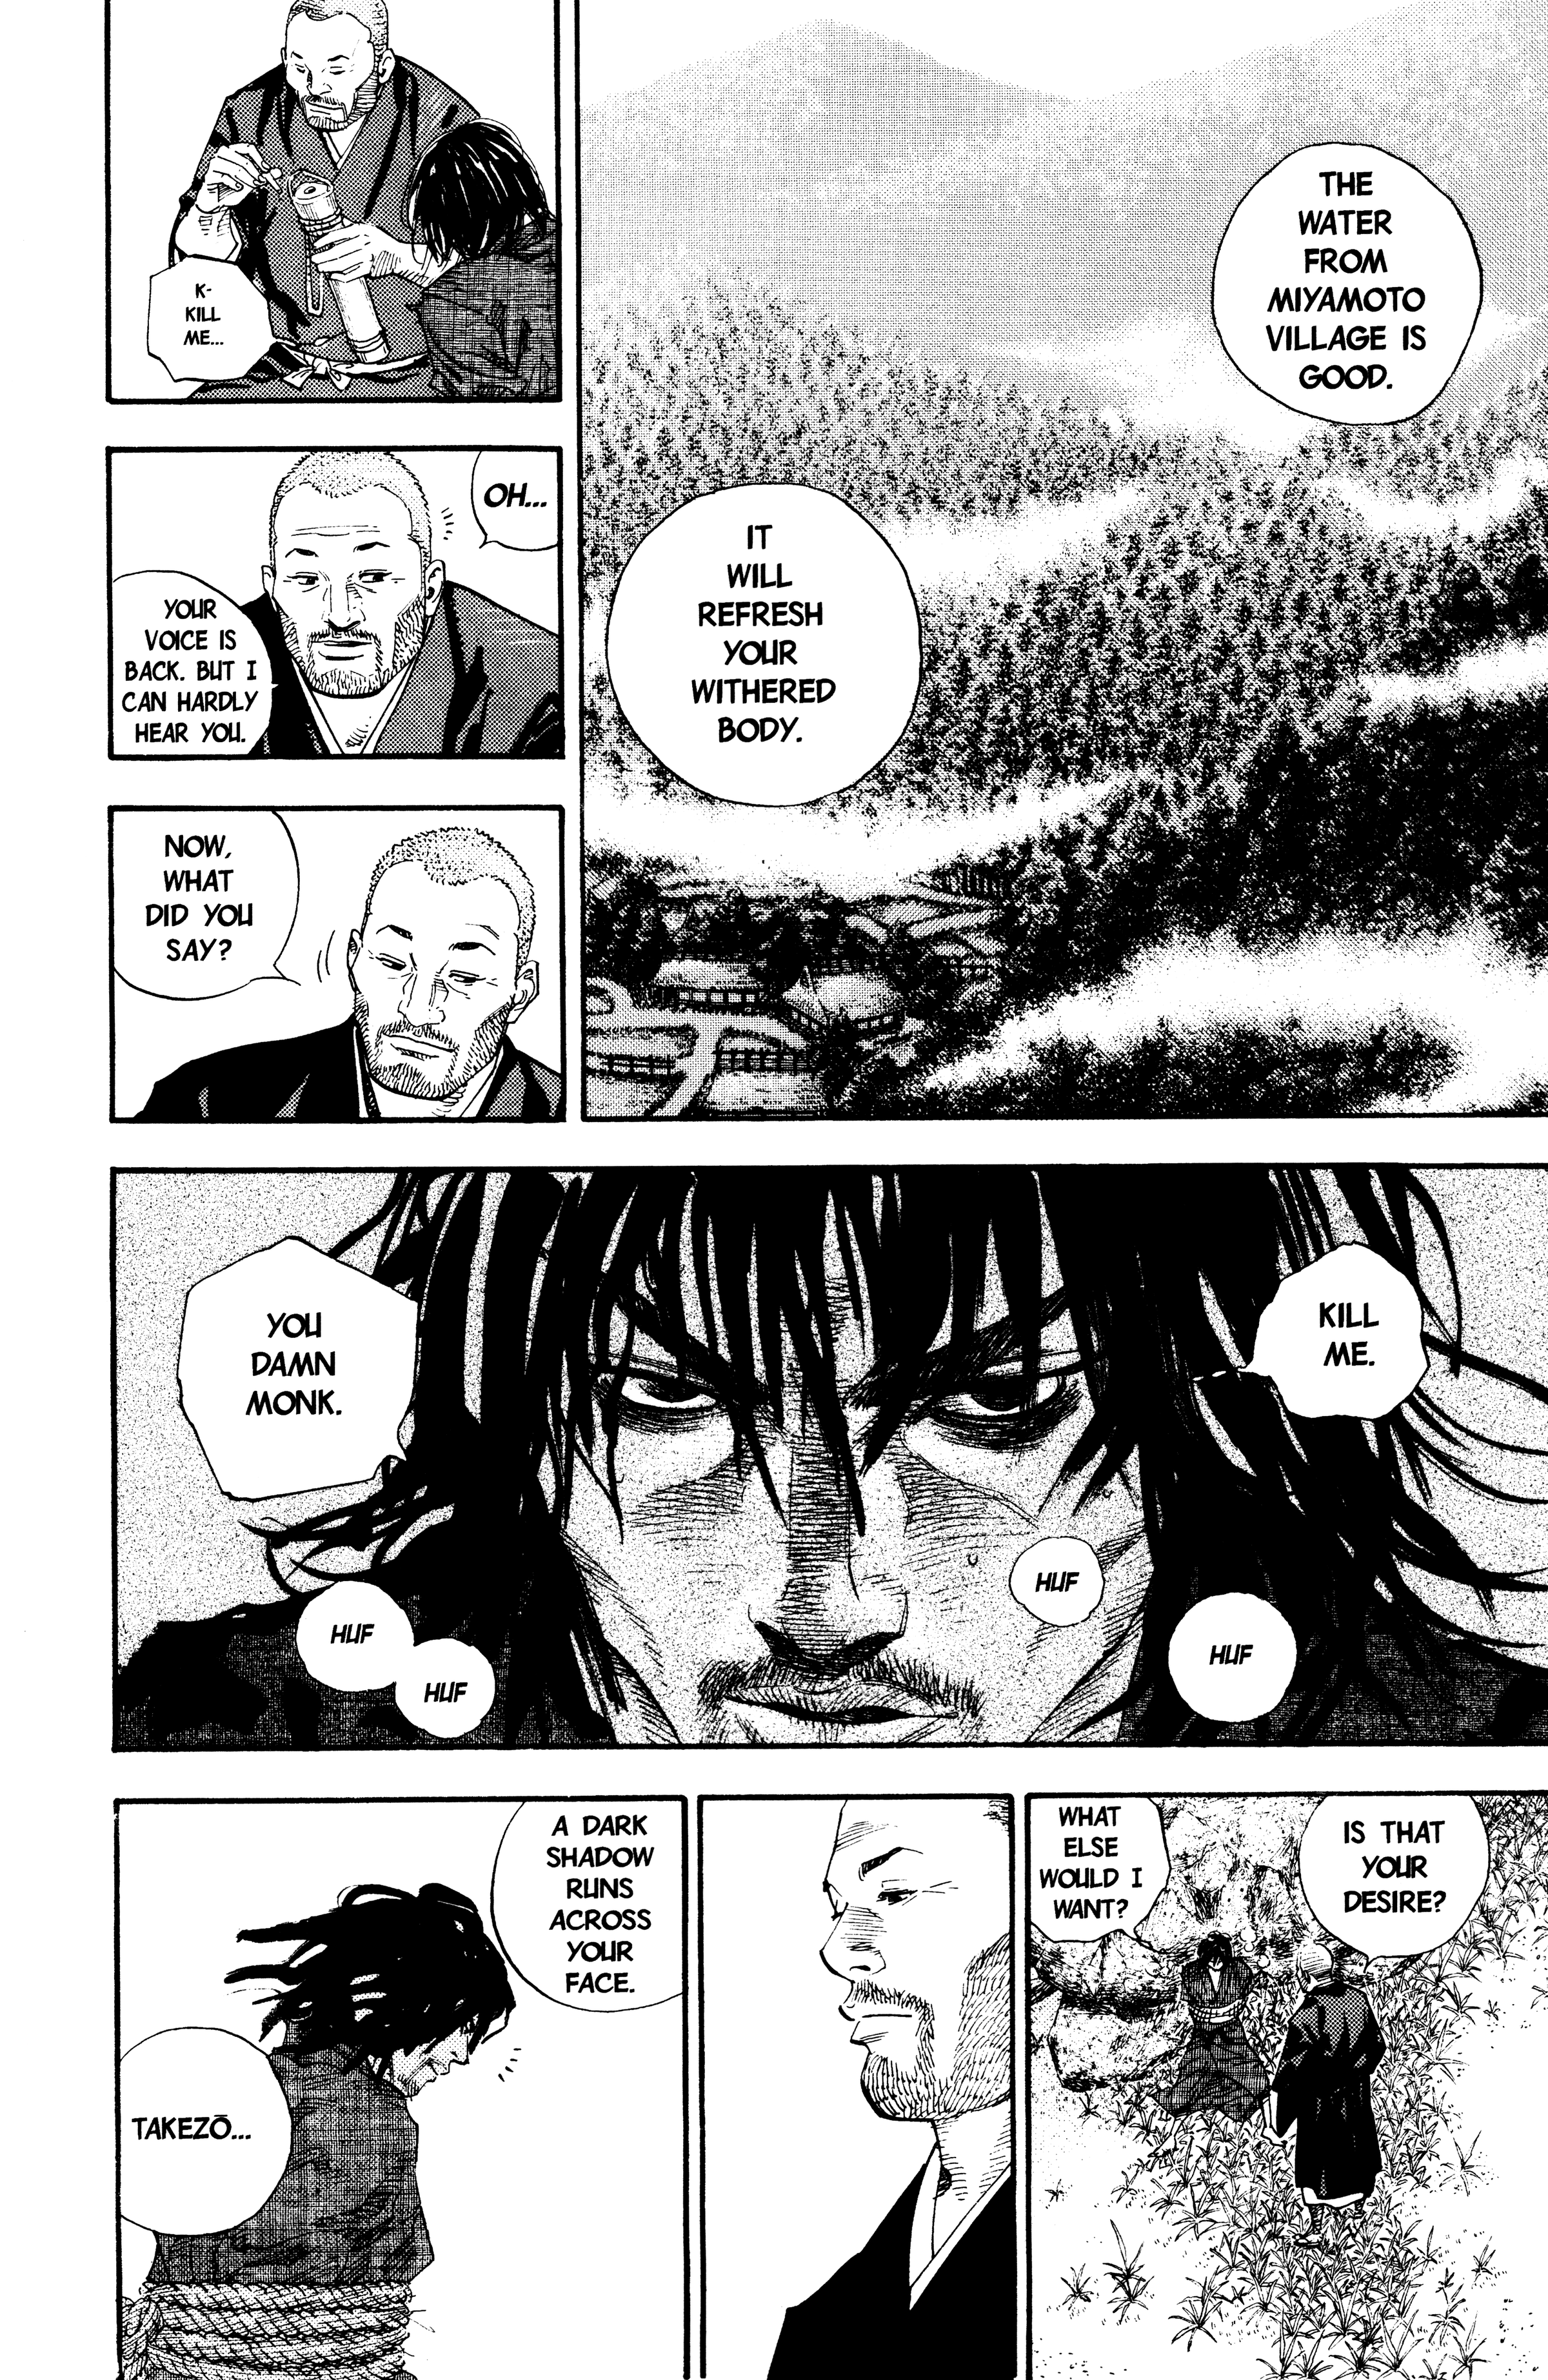 THE
WATER
FROM
MIYAMOTO
VILLAGE IS
GOOD.
IT
WILL
REFRESH
YOUR
WITHERED
BODY.
K-
KILL
ME...
OH...
YOUR
VOICE IS
BACK. BUT I
CAN HARDLY
HEAR YOU.
NOW,
WHAT
DID YOU
SAY?
KILL
ME.
YOU
DAMN
MONK.
HUF
HUF
HUF
HUF
IS THAT
YOUR
DESIRE?
WHAT
ELSE
WOULD I
WANT?
A DARK
SHADOW
RUNS
ACROSS
YOUR
FACE.
TAKEZŌ...